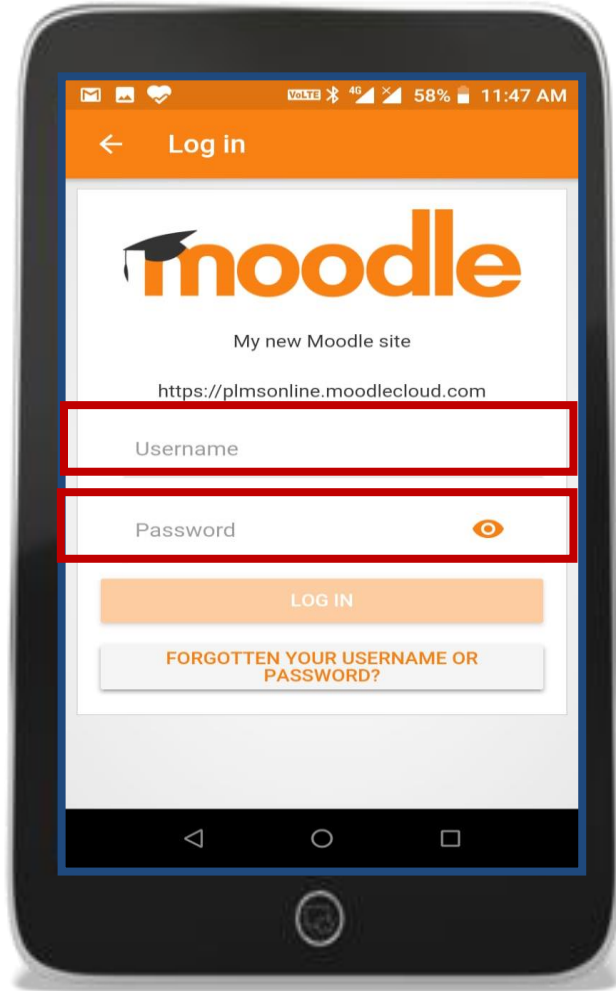 VoLTE 4G 58% 11:47 AM
Log in
moodle
My new Moodle site
https://plmsonline.moodlecloud.com
Username
Password
LOG IN
FORGOTTEN YOUR USERNAME OR
PASSWORD?